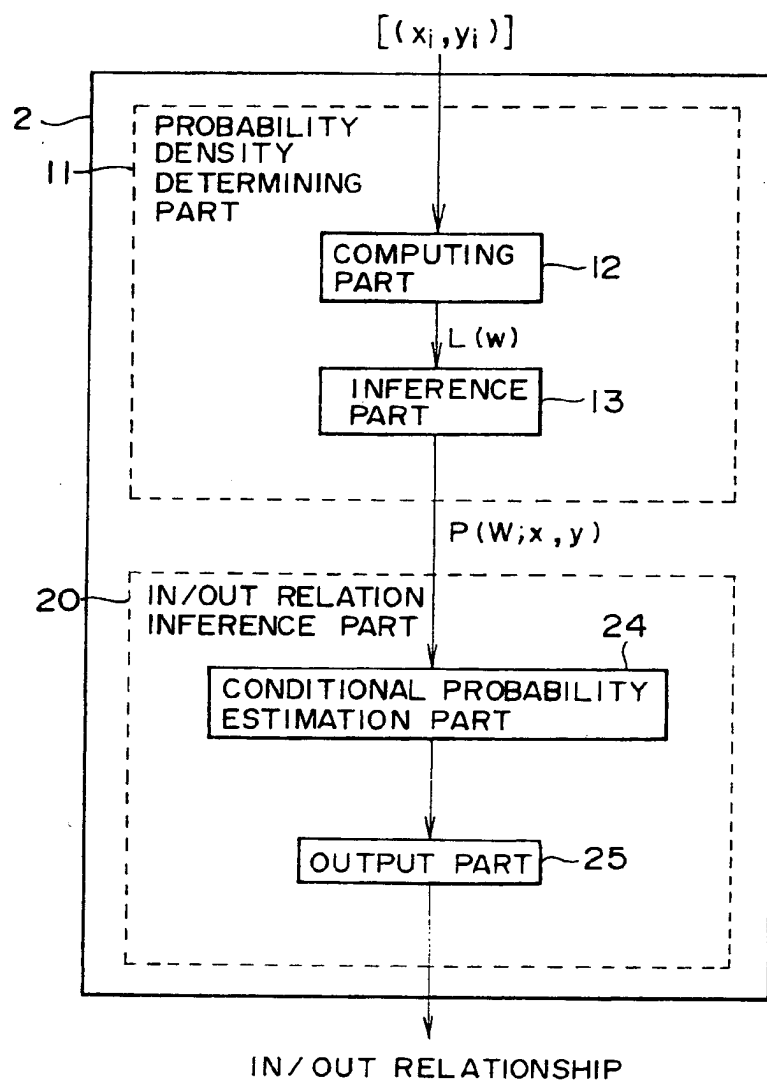 [(xi,yi)]
2
PROBABILITY
DENSITY
DETERMINING
PART
11
COMPUTING
PART
12
L(w)
INFERENCE
PART
13
P(W;x,y)
20
IN/OUT RELATION
INFERENCE PART
24
CONDITIONAL PROBABILITY
ESTIMATION PART
OUTPUT PART
25
IN/OUT RELATIONSHIP